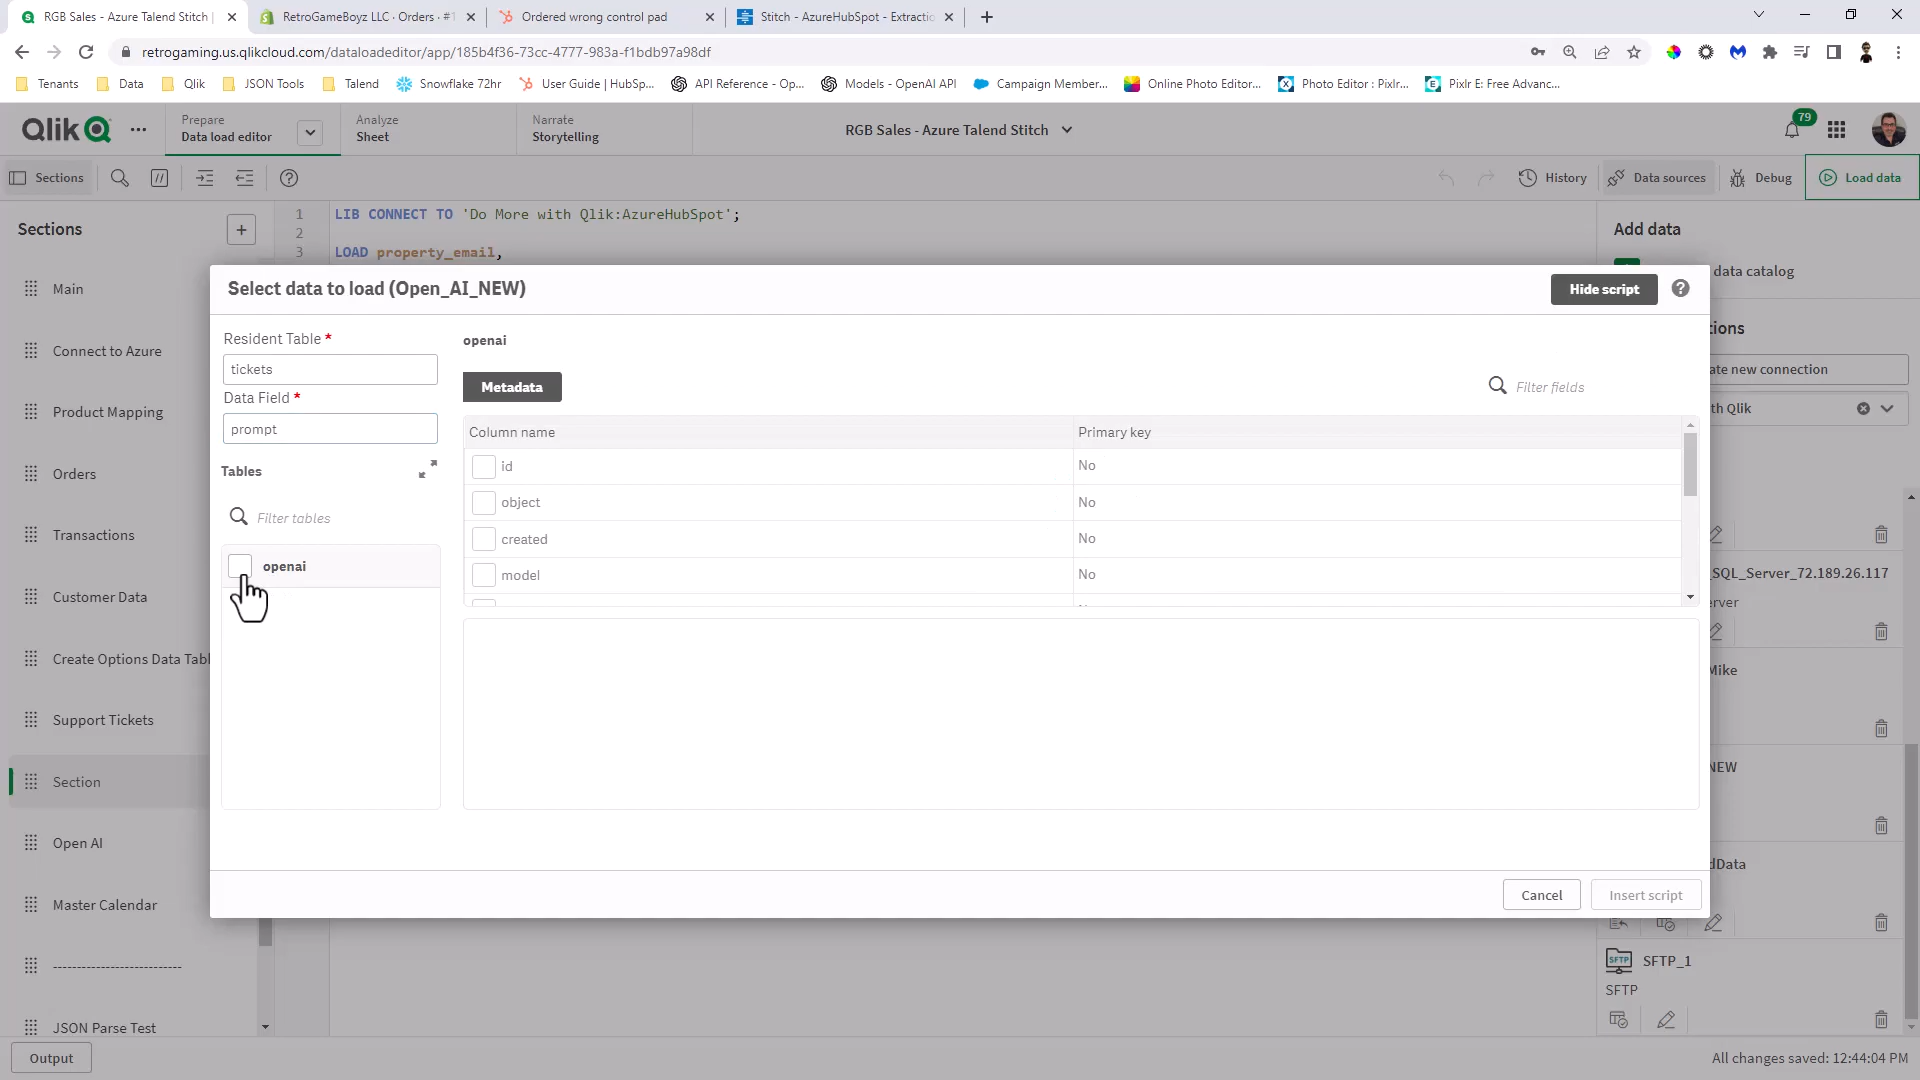 RGB Sales - Azure Talend Stitch |
RetroGameBoyz LLC · Orders · #1
Ordered wrong control pad
Stitch - AzureHubSpot - Extractio
retrogaming.us.qlikcloud.com/dataloadeditor/app/185b4f36-73cc-4777-983a-f1bdb97a98df
Tenants
Data
Qlik
JSON Tools
Talend
Snowflake 72hr
User Guide | HubSp...
API Reference - Op...
Models - OpenAI API
Campaign Member...
Online Photo Editor...
Photo Editor : Pixlr...
Pixlr E: Free Advanc...
Qlik
Prepare
Data load editor
Analyze
Sheet
Narrate
Storytelling
RGB Sales - Azure Talend Stitch
79
Sections
//
History
Data sources
Debug
Load data
Sections
1 LIB CONNECT TO 'Do More with Qlik:AzureHubSpot';
2
3 LOAD property_email,
Add data
data catalog
tions
ate new connection
th Qlik
_SQL_Server_72.189.26.117
erver
Mike
NEW
dData
SFTP
SFTP_1
SFTP
Main
Connect to Azure
Product Mapping
Orders
Transactions
Customer Data
Create Options Data Tabl
Support Tickets
Section
Open AI
Master Calendar
---------------------------
JSON Parse Test
Select data to load (Open_AI_NEW)
Hide script
Resident Table *
tickets
Data Field *
prompt
Tables
Filter tables
openai
openai
Metadata
Filter fields
Column name
Primary key
id
No
object
No
created
No
model
No
Cancel
Insert script
Output
All changes saved: 12:44:04 PM